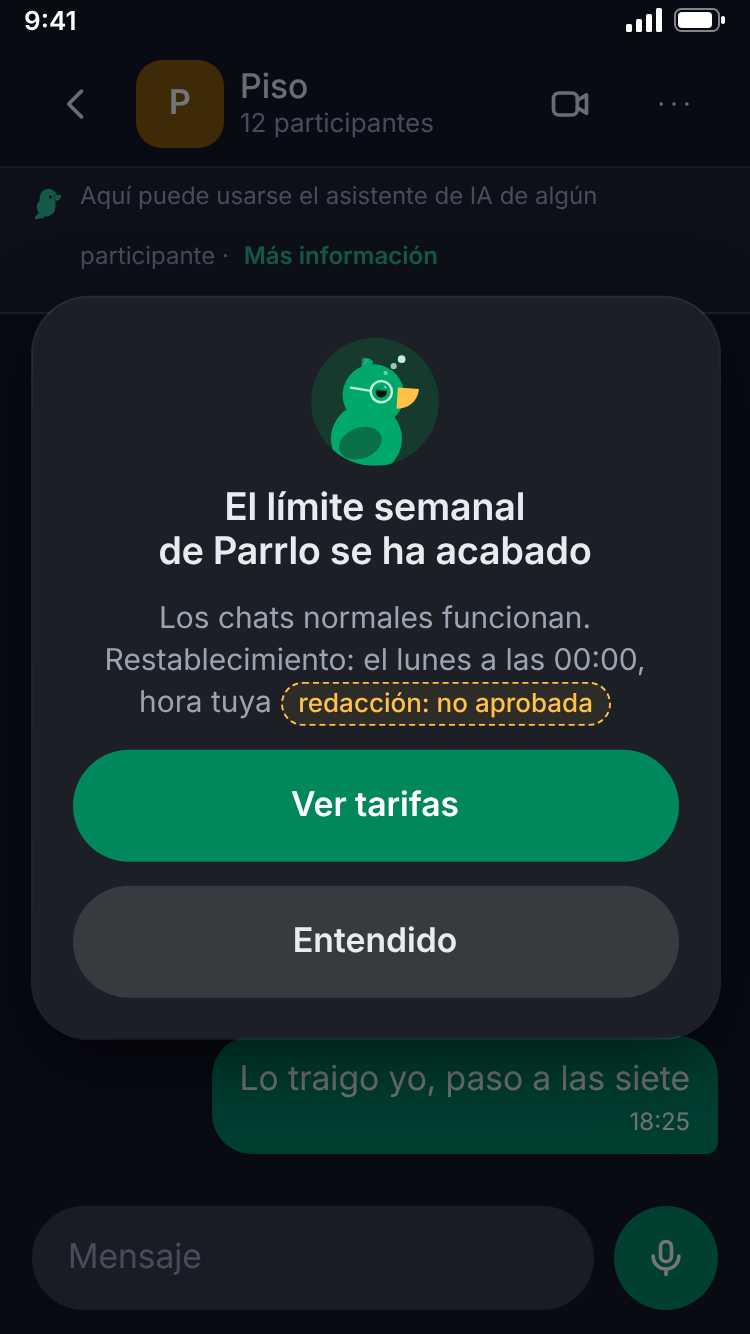 9:41
P
Piso
12 participantes
Aquí puede usarse el asistente de IA de algún
participante · Más información
El límite semanal
de Parrlo se ha acabado
Los chats normales funcionan.
Restablecimiento: el lunes a las 00:00,
hora tuya redacción: no aprobada
Ver tarifas
Entendido
Lo traigo yo, paso a las siete
18:25
Mensaje